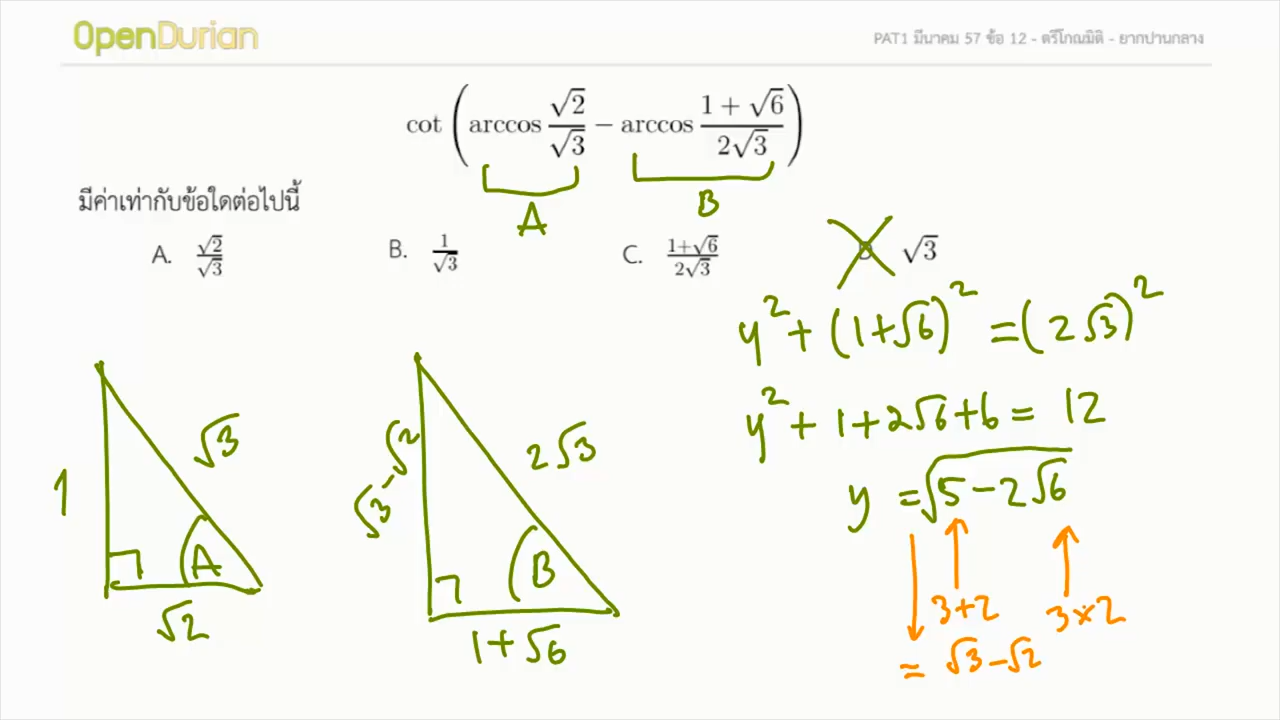 OpenDurian
PAT1 มีนาคม 57 ข้อ 12 - ตรีโกณมิติ - ยากปานกลาง
cot (arccos √2/√3 − arccos (1 + √6)/(2√3))
A B
มีค่าเท่ากับข้อใดต่อไปนี้
A. √2/√3 B. 1/√3 C. (1+√6)/(2√3) D √3
y² + (1+√6)² = (2√3)²
y² + 1 + 2√6 + 6 = 12
y = √(5 − 2√6)
3+2 3×2
= √3 − √2
1 √3 A √2
√3 − √2 2√3 B 1+√6